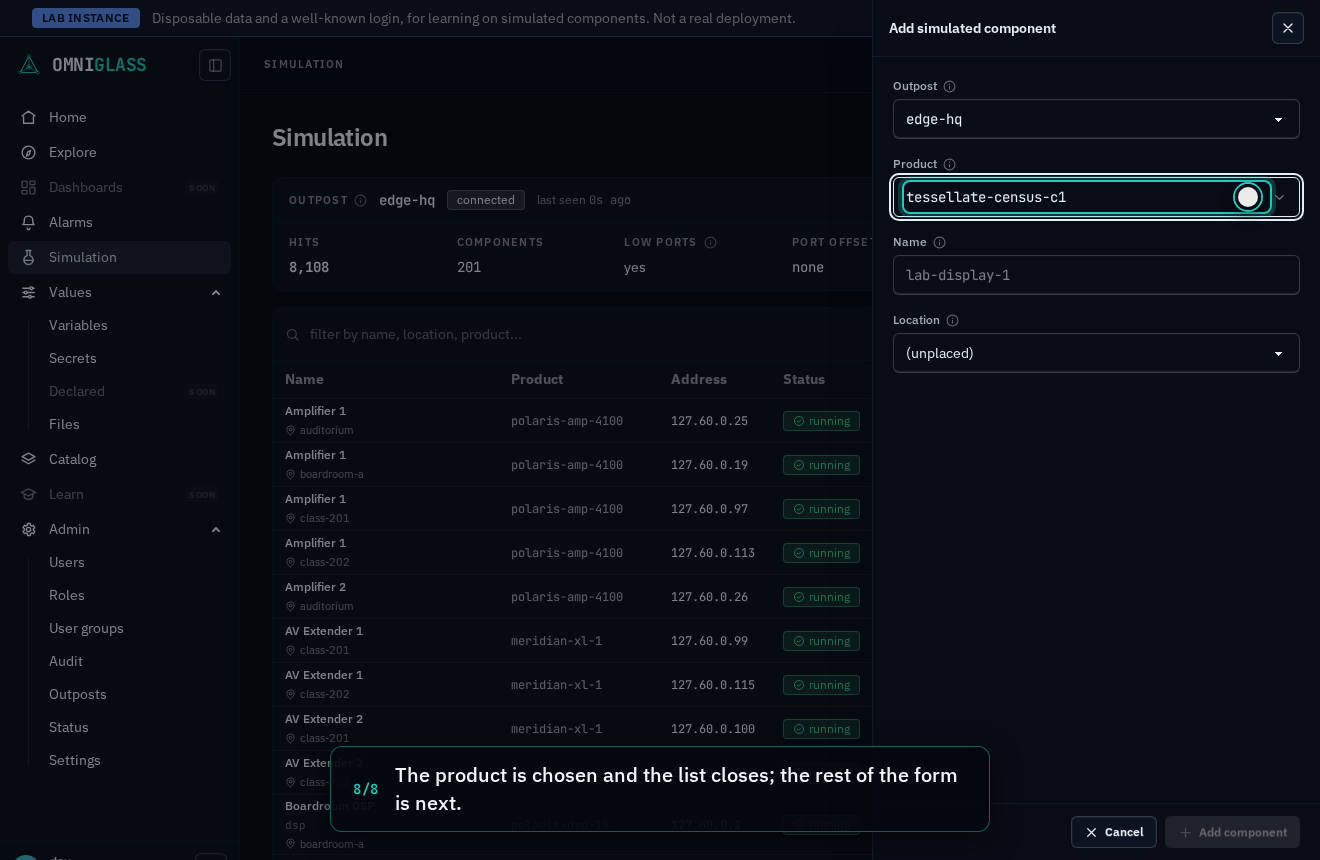 LAB INSTANCE Disposable data and a well-known login, for learning on simulated components. Not a real deployment.
OMNIGLASS
Home
Explore
Dashboards SOON
Alarms
Simulation
Values
Variables
Secrets
Declared SOON
Files
Catalog
Learn SOON
Admin
Users
Roles
User groups
Audit
Outposts
Status
Settings
SIMULATION
Simulation
OUTPOST edge-hq connected last seen 0s ago
HITS COMPONENTS LOW PORTS PORT OFFSET
8,108 201 yes none
filter by name, location, product...
Name Product Address Status
Amplifier 1 polaris-amp-4100 127.60.0.25 running
auditorium
Amplifier 1 polaris-amp-4100 127.60.0.19 running
boardroom-a
Amplifier 1 polaris-amp-4100 127.60.0.97 running
class-201
Amplifier 1 polaris-amp-4100 127.60.0.113 running
class-202
Amplifier 2 polaris-amp-4100 127.60.0.26 running
auditorium
AV Extender 1 meridian-xl-1 127.60.0.99 running
class-201
AV Extender 1 meridian-xl-1 127.60.0.115 running
class-202
AV Extender 2 meridian-xl-1 127.60.0.100 running
class-201
AV Extender 2
Boardroom DSP
dsp
boardroom-a
Add simulated component
Outpost
edge-hq
Product
tessellate-census-c1
Name
lab-display-1
Location
(unplaced)
8/8 The product is chosen and the list closes; the rest of the form
is next.
Cancel Add component